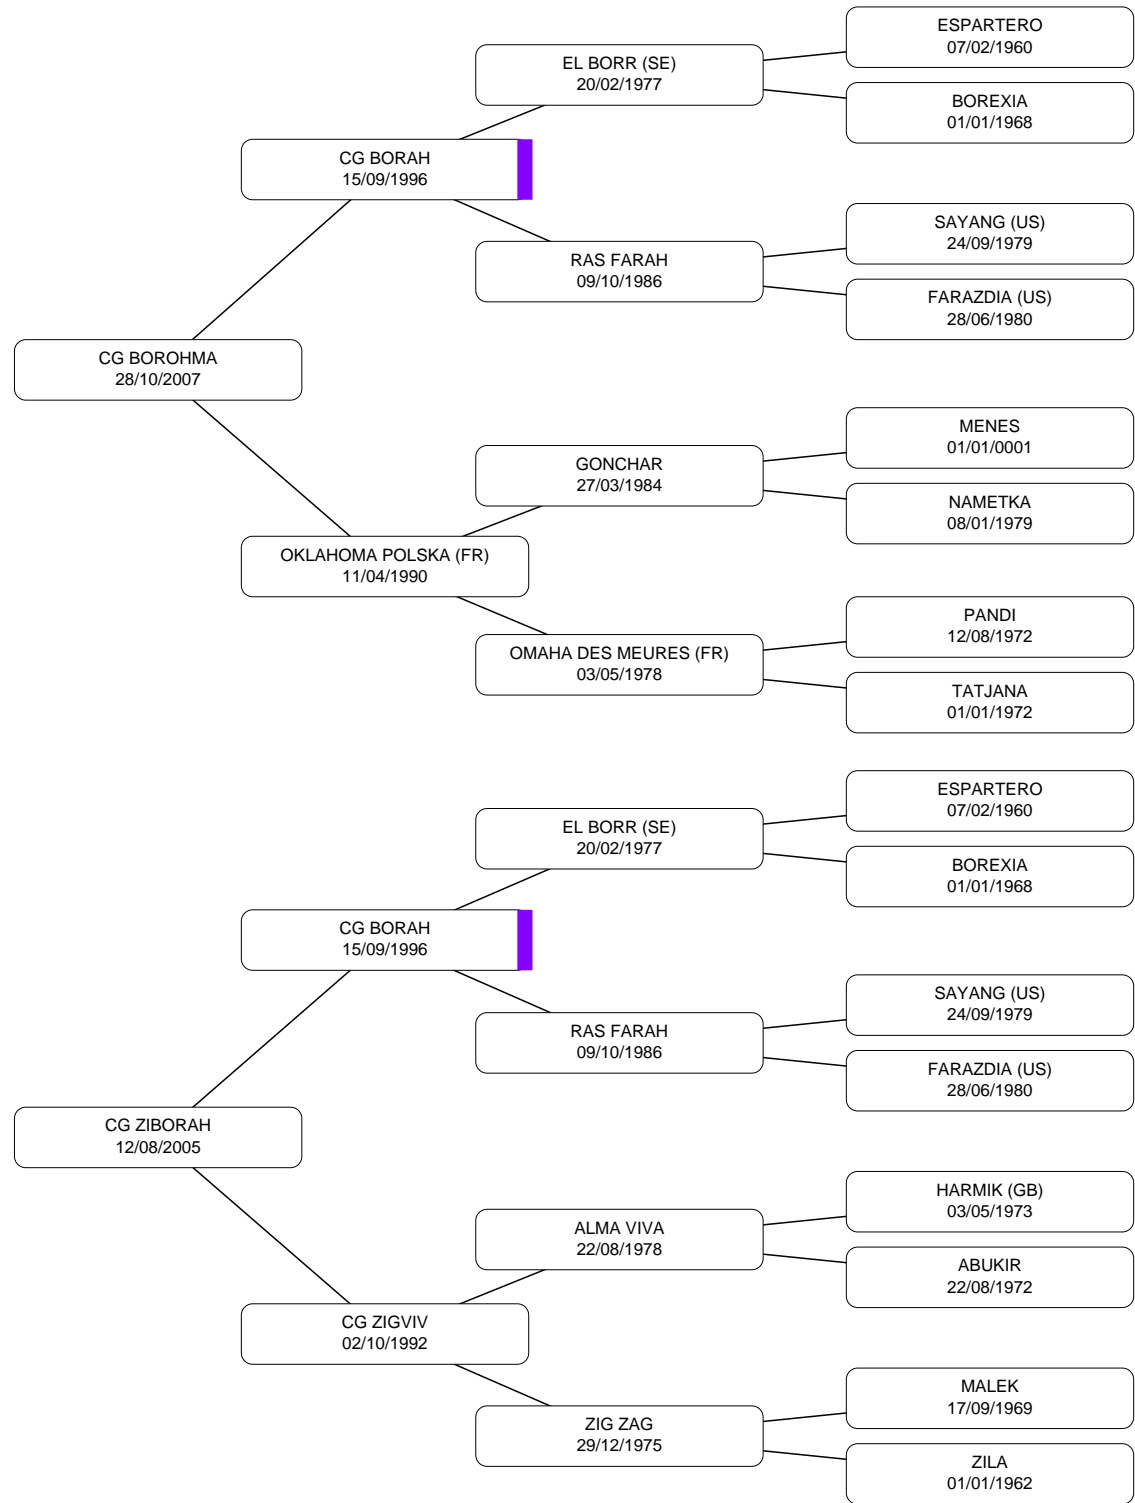 ESPARTERO
07/02/1960
EL BORR (SE)
20/02/1977
BOREXIA
01/01/1968
CG BORAH
15/09/1996
SAYANG (US)
24/09/1979
RAS FARAH
09/10/1986
FARAZDIA (US)
28/06/1980
CG BOROHMA
28/10/2007
MENES
01/01/0001
GONCHAR
27/03/1984
NAMETKA
08/01/1979
OKLAHOMA POLSKA (FR)
11/04/1990
PANDI
12/08/1972
OMAHA DES MEURES (FR)
03/05/1978
TATJANA
01/01/1972
ESPARTERO
07/02/1960
EL BORR (SE)
20/02/1977
BOREXIA
01/01/1968
CG BORAH
15/09/1996
SAYANG (US)
24/09/1979
RAS FARAH
09/10/1986
FARAZDIA (US)
28/06/1980
CG ZIBORAH
12/08/2005
HARMIK (GB)
03/05/1973
ALMA VIVA
22/08/1978
ABUKIR
22/08/1972
CG ZIGVIV
02/10/1992
MALEK
17/09/1969
ZIG ZAG
29/12/1975
ZILA
01/01/1962